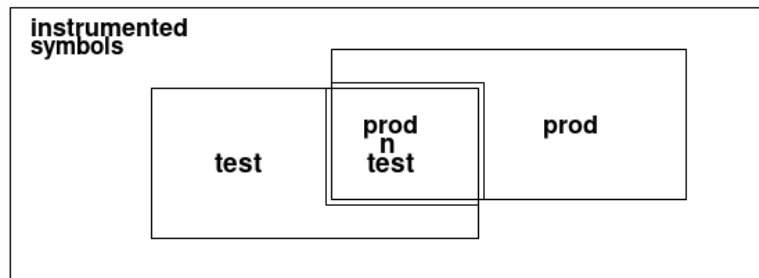 instrumented
symbols
prod
n
test
prod
test